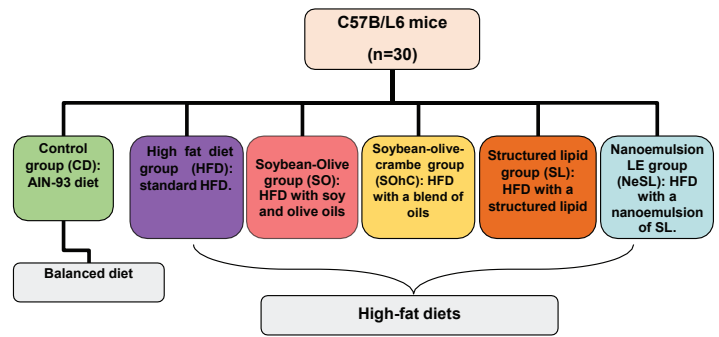 C57B/L6 mice
(n=30)
Control
group (CD):
AIN-93 diet
High fat diet
group (HFD):
standard HFD.
Soybean-Olive
group (SO):
HFD with soy
and olive oils
Soybean-olive-
crambe group
(SOhC): HFD
with a blend of
oils
Structured lipid
group (SL):
HFD with a
structured lipid
Nanoemulsion
LE group
(NeSL): HFD
with a
nanoemulsion
of SL.
Balanced diet
High-fat diets